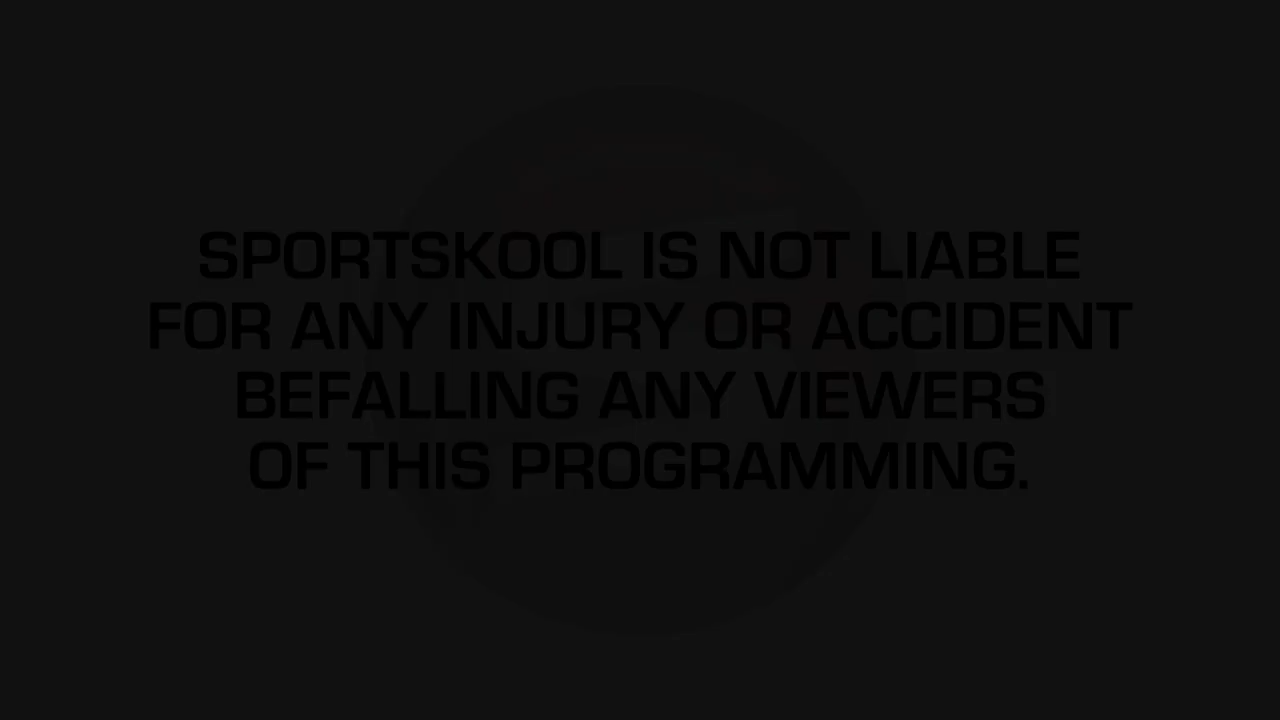 SPORTSKOOL IS NOT LIABLE
FOR ANY INJURY OR ACCIDENT
BEFALLING ANY VIEWERS
OF THIS PROGRAMMING.